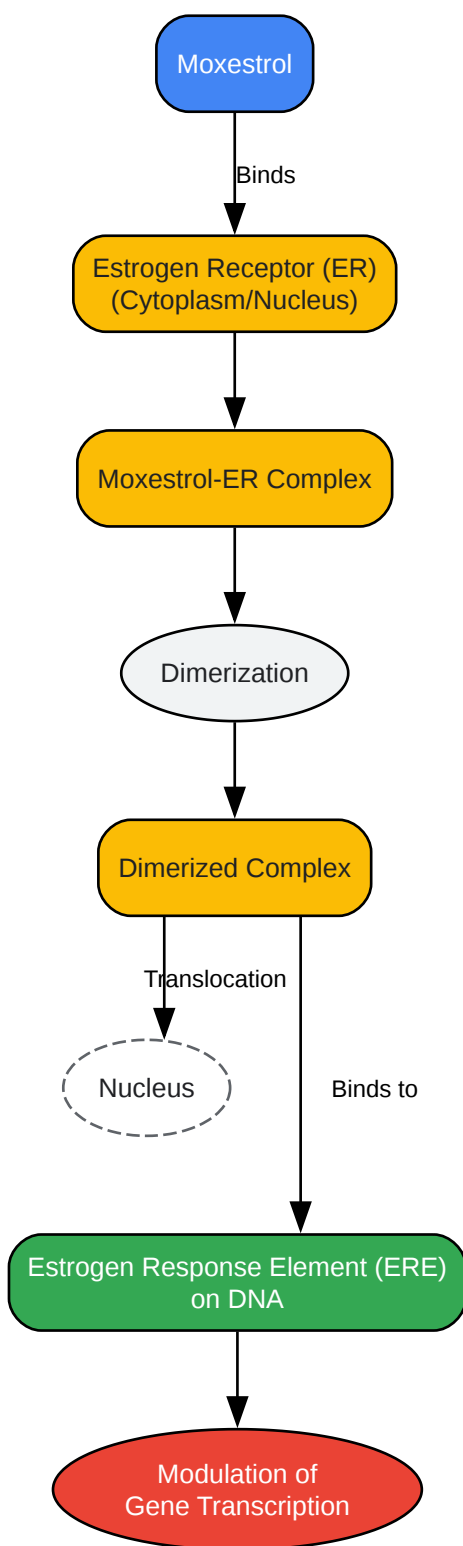 Moxestrol
Binds
Estrogen Receptor (ER)
(Cytoplasm/Nucleus)
Moxestrol-ER Complex
Dimerization
Dimerized Complex
Translocation
Nucleus
Binds to
Estrogen Response Element (ERE)
on DNA
Modulation of
Gene Transcription